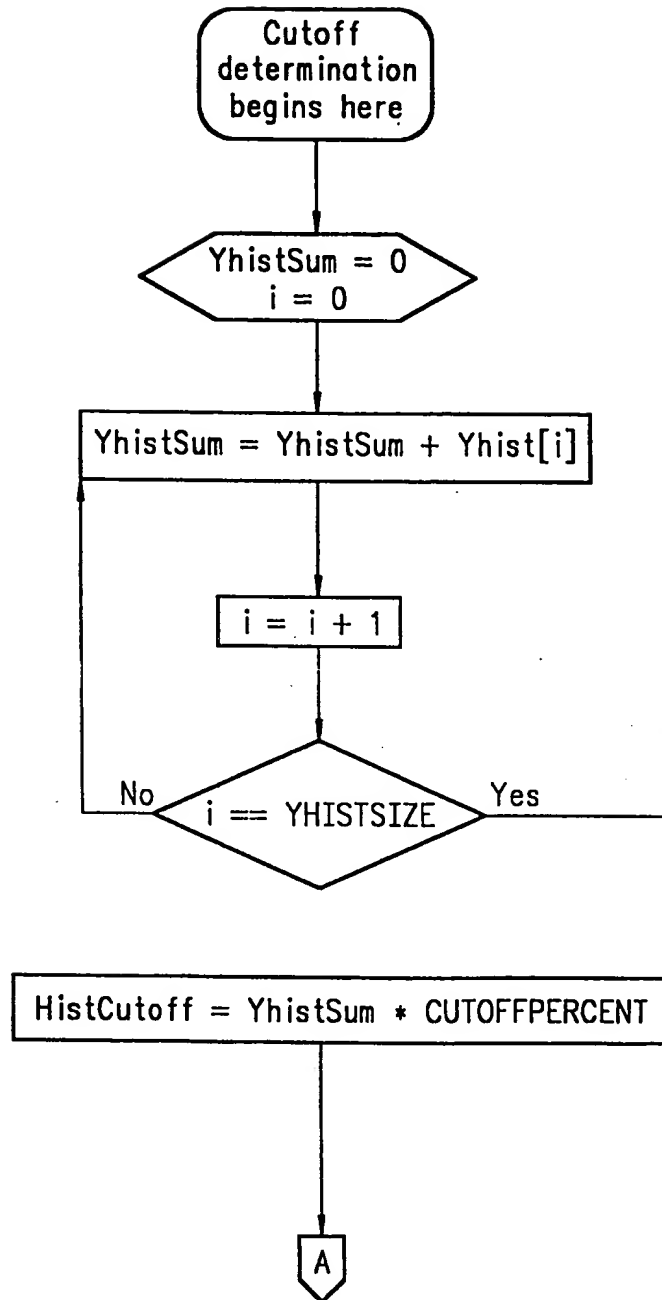 Cutoff
determination
begins here
YhistSum = 0
i = 0
YhistSum = YhistSum + Yhist[i]
i = i + 1
No
i == YHISTSIZE
Yes
HistCutoff = YhistSum * CUTOFFPERCENT
A